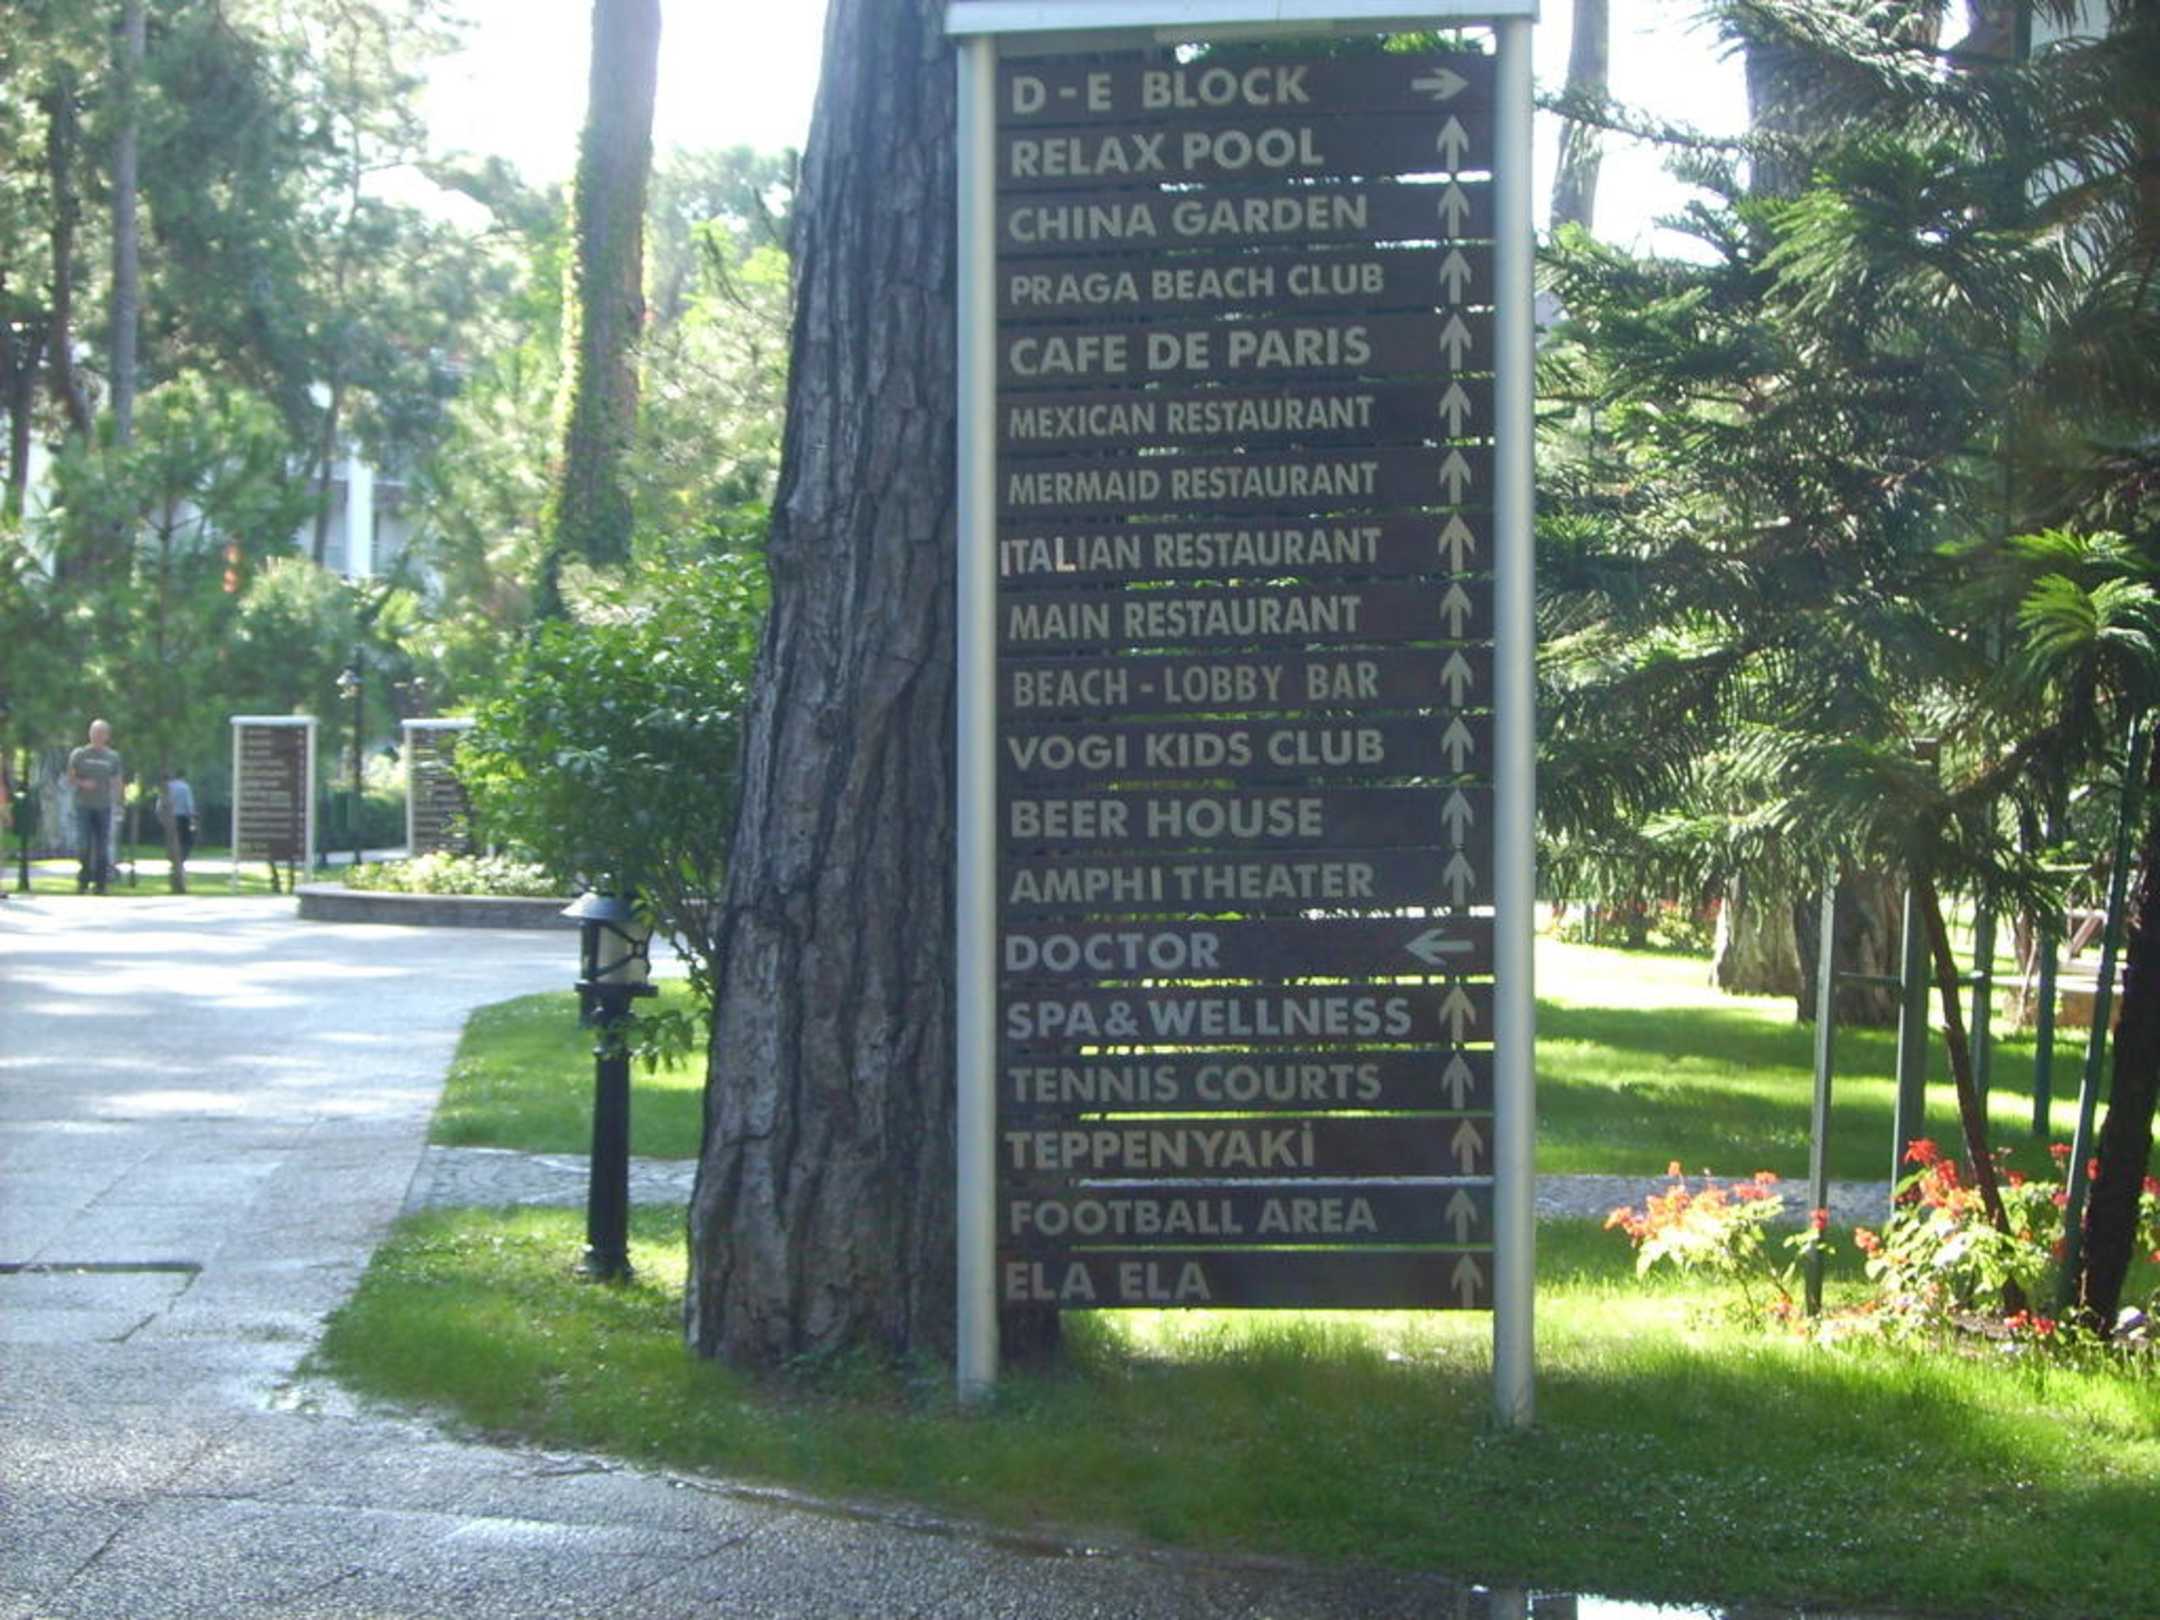 D-E BLOCK →
RELAX POOL ↑
CHINA GARDEN ↑
PRAGA BEACH CLUB ↑
CAFE DE PARIS ↑
MEXICAN RESTAURANT ↑
MERMAID RESTAURANT ↑
ITALIAN RESTAURANT ↑
MAIN RESTAURANT ↑
BEACH - LOBBY BAR ↑
VOGI KIDS CLUB ↑
BEER HOUSE ↑
AMPHI THEATER ↑
DOCTOR ←
SPA&WELLNESS ↑
TENNIS COURTS ↑
TEPPENYAKİ ↑
FOOTBALL AREA ↑
ELA ELA ↑